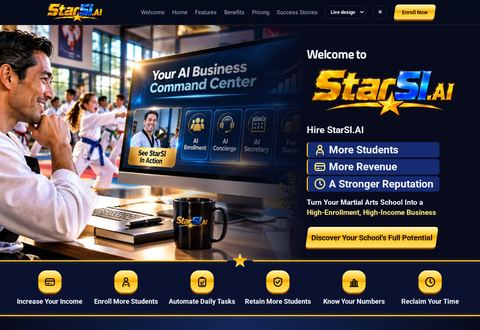 StarSI.AI
Welcome Home Features Benefits Pricing Success Stories
Live design
Enroll Now
Your AI Business
Command Center
See StarSI
In Action
AI
Enrollment
AI
Concierge
AI
Secretary
StarSI.AI
Welcome to
StarSI.AI
Hire StarSI.AI
More Students
More Revenue
A Stronger Reputation
Turn Your Martial Arts School Into a
High-Enrollment, High-Income Business
Discover Your School's Full Potential
Increase Your Income
Enroll More Students
Automate Daily Tasks
Retain More Students
Know Your Numbers
Reclaim Your Time